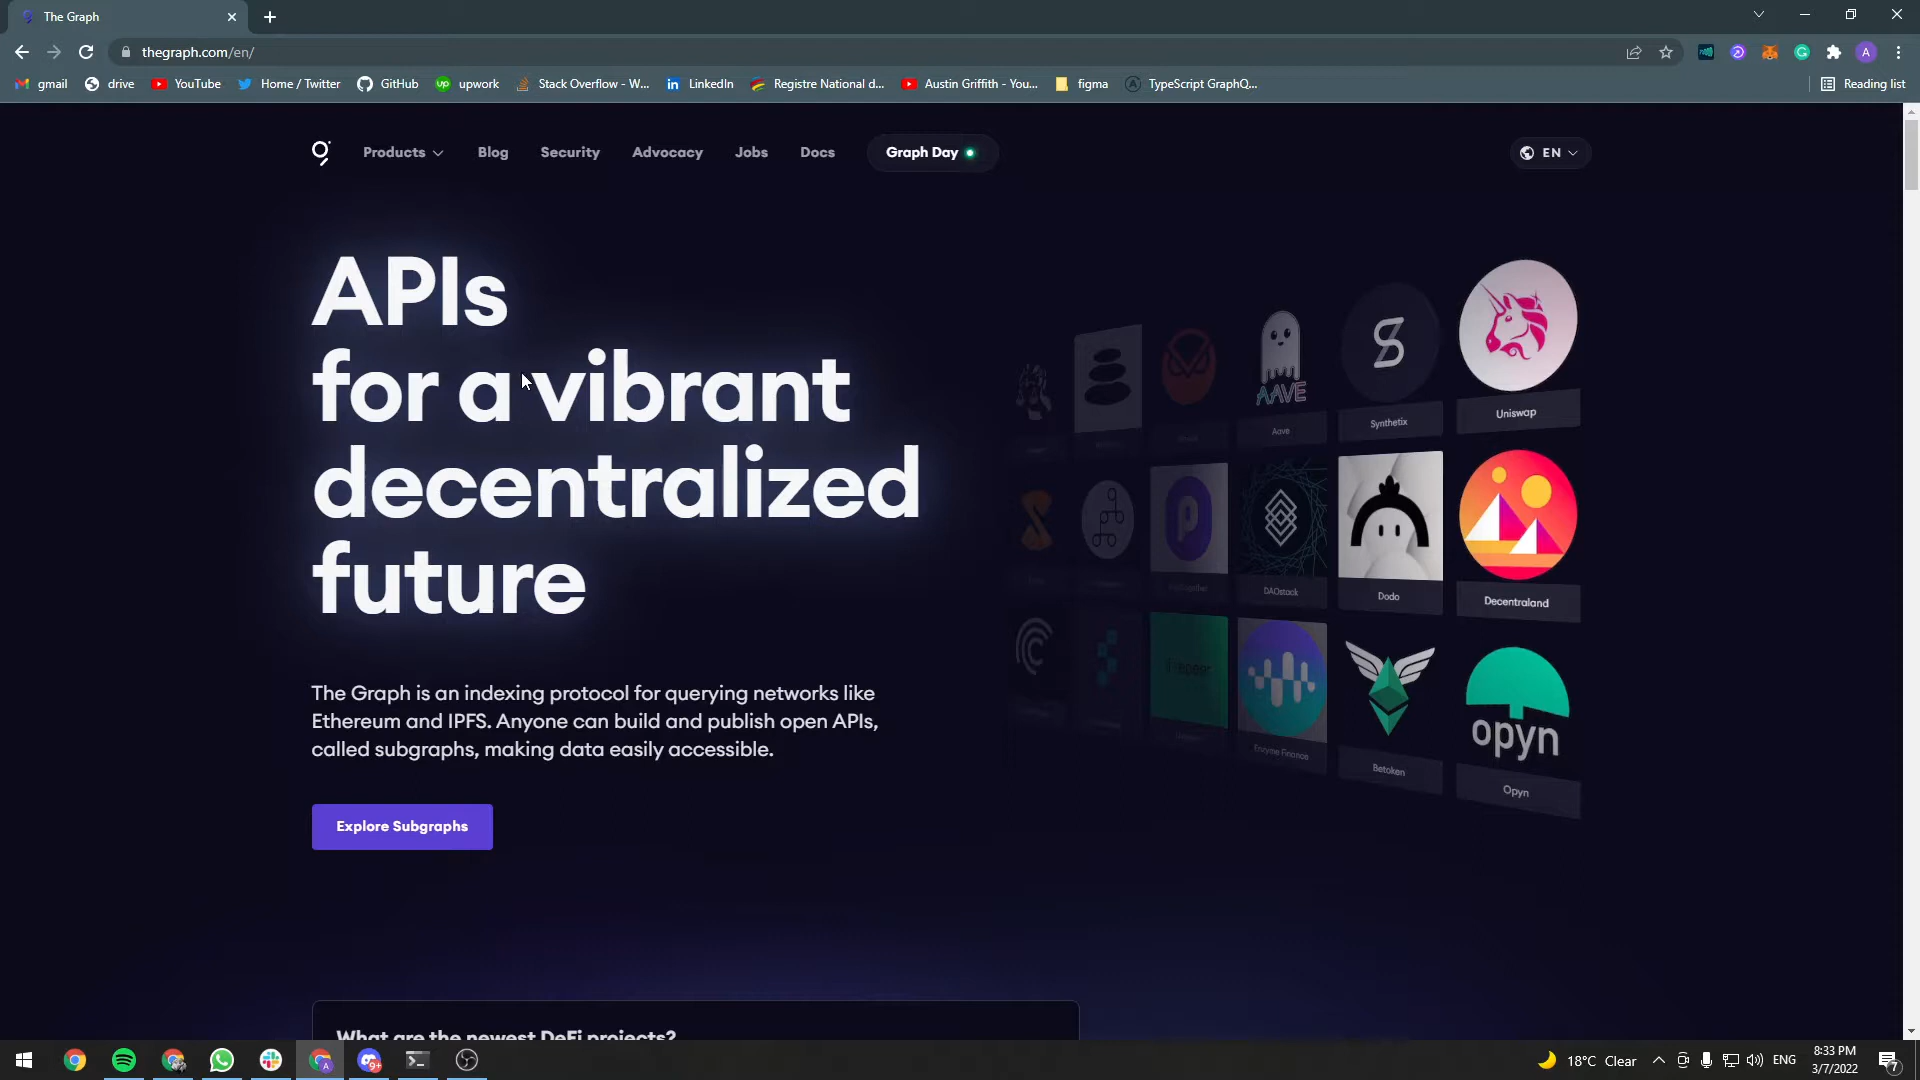 The Graph
thegraph.com/en/
gmail drive YouTube Home / Twitter GitHub upwork Stack Overflow - W... LinkedIn Registre National d... Austin Griffith - You... figma TypeScript GraphQ... Reading list
Products Blog Security Advocacy Jobs Docs Graph Day EN
APIs
for a vibrant
decentralized
future
The Graph is an indexing protocol for querying networks like
Ethereum and IPFS. Anyone can build and publish open APIs,
called subgraphs, making data easily accessible.
Explore Subgraphs
AAVE
Aave Synthetix Uniswap
DAOstack Dodo Decentraland
opyn
Enzyme Finance Betoken Opyn
What are the newest DeFi projects?
A
9+
18°C Clear ENG 8:33 PM
3/7/2022
7